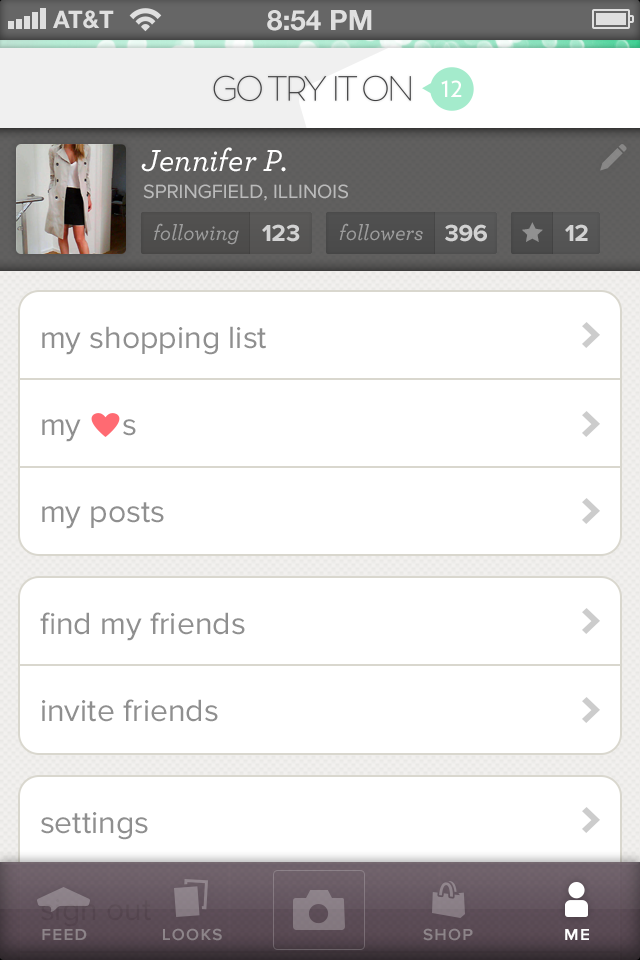 AT&T 8:54 PM
GO TRY IT ON 12
Jennifer P.
SPRINGFIELD, ILLINOIS
following 123 followers 396 12
my shopping list
my ❤s
my posts
find my friends
invite friends
settings
sign out
FEED LOOKS SHOP ME